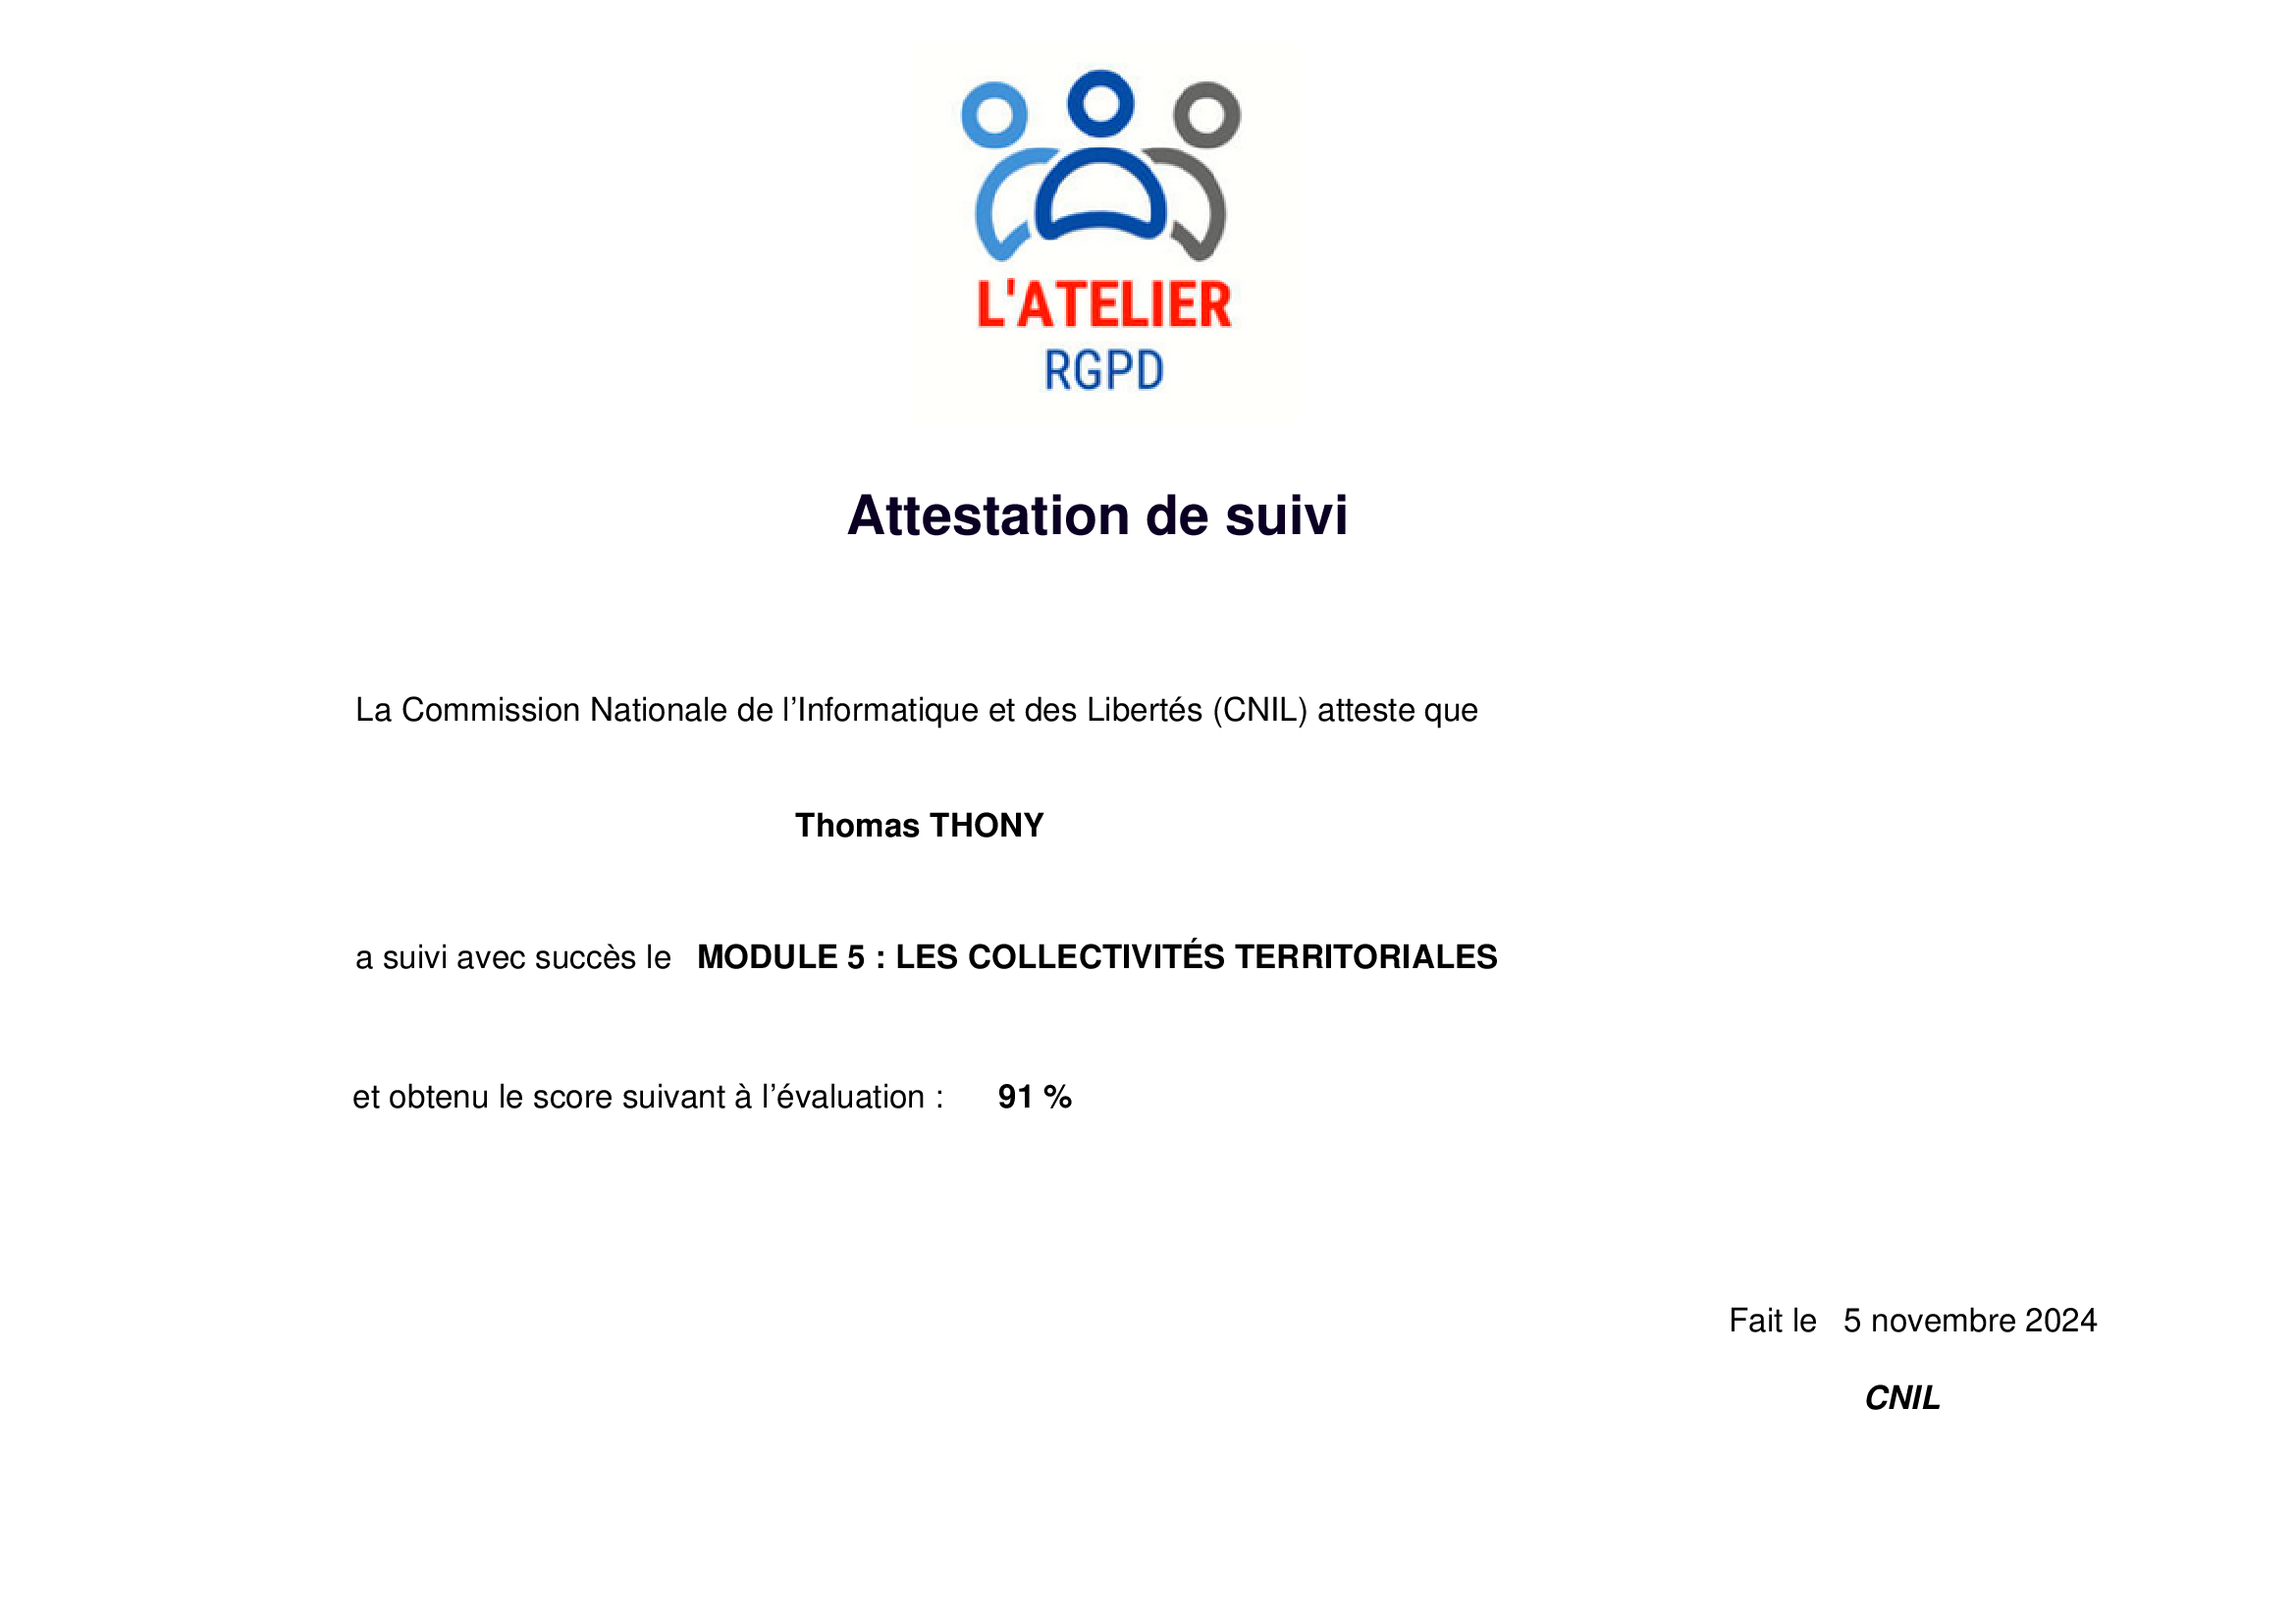 L'ATELIER
RGPD
Attestation de suivi
La Commission Nationale de l’Informatique et des Libertés (CNIL) atteste que
Thomas THONY
a suivi avec succès le MODULE 5 : LES COLLECTIVITÉS TERRITORIALES
et obtenu le score suivant à l’évaluation : 91 %
Fait le 5 novembre 2024
CNIL